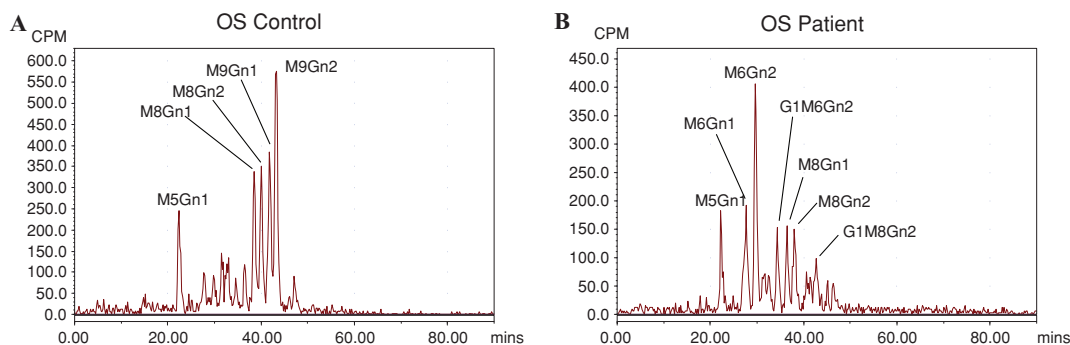 A
OS Control
CPM
600.0
550.0
500.0
450.0
400.0
350.0
300.0
250.0
200.0
150.0
100.0
50.0
0.0
M9Gn1
M9Gn2
M8Gn2
M8Gn1
M5Gn1
0.00
20.00
40.00
60.00
80.00
mins
B
OS Patient
CPM
450.0
400.0
350.0
300.0
250.0
200.0
150.0
100.0
50.0
0.0
M6Gn2
G1M6Gn2
M6Gn1
M8Gn1
M5Gn1
M8Gn2
G1M8Gn2
0.00
20.00
40.00
60.00
80.00
mins